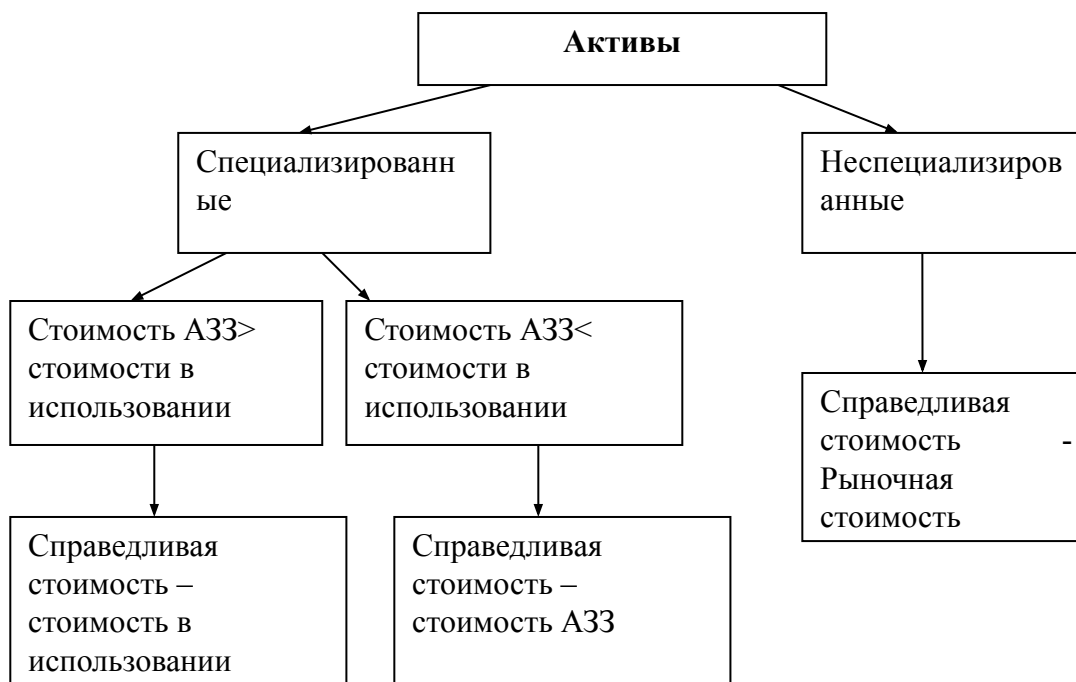 Активы
Специализированн
ые
Неспециализиров
анные
Стоимость АЗЗ>
стоимости в
использовании
Стоимость АЗЗ<
стоимости в
использовании
Справедливая
стоимость -
Рыночная
стоимость
Справедливая
стоимость –
стоимость в
использовании
Справедливая
стоимость –
стоимость АЗЗ